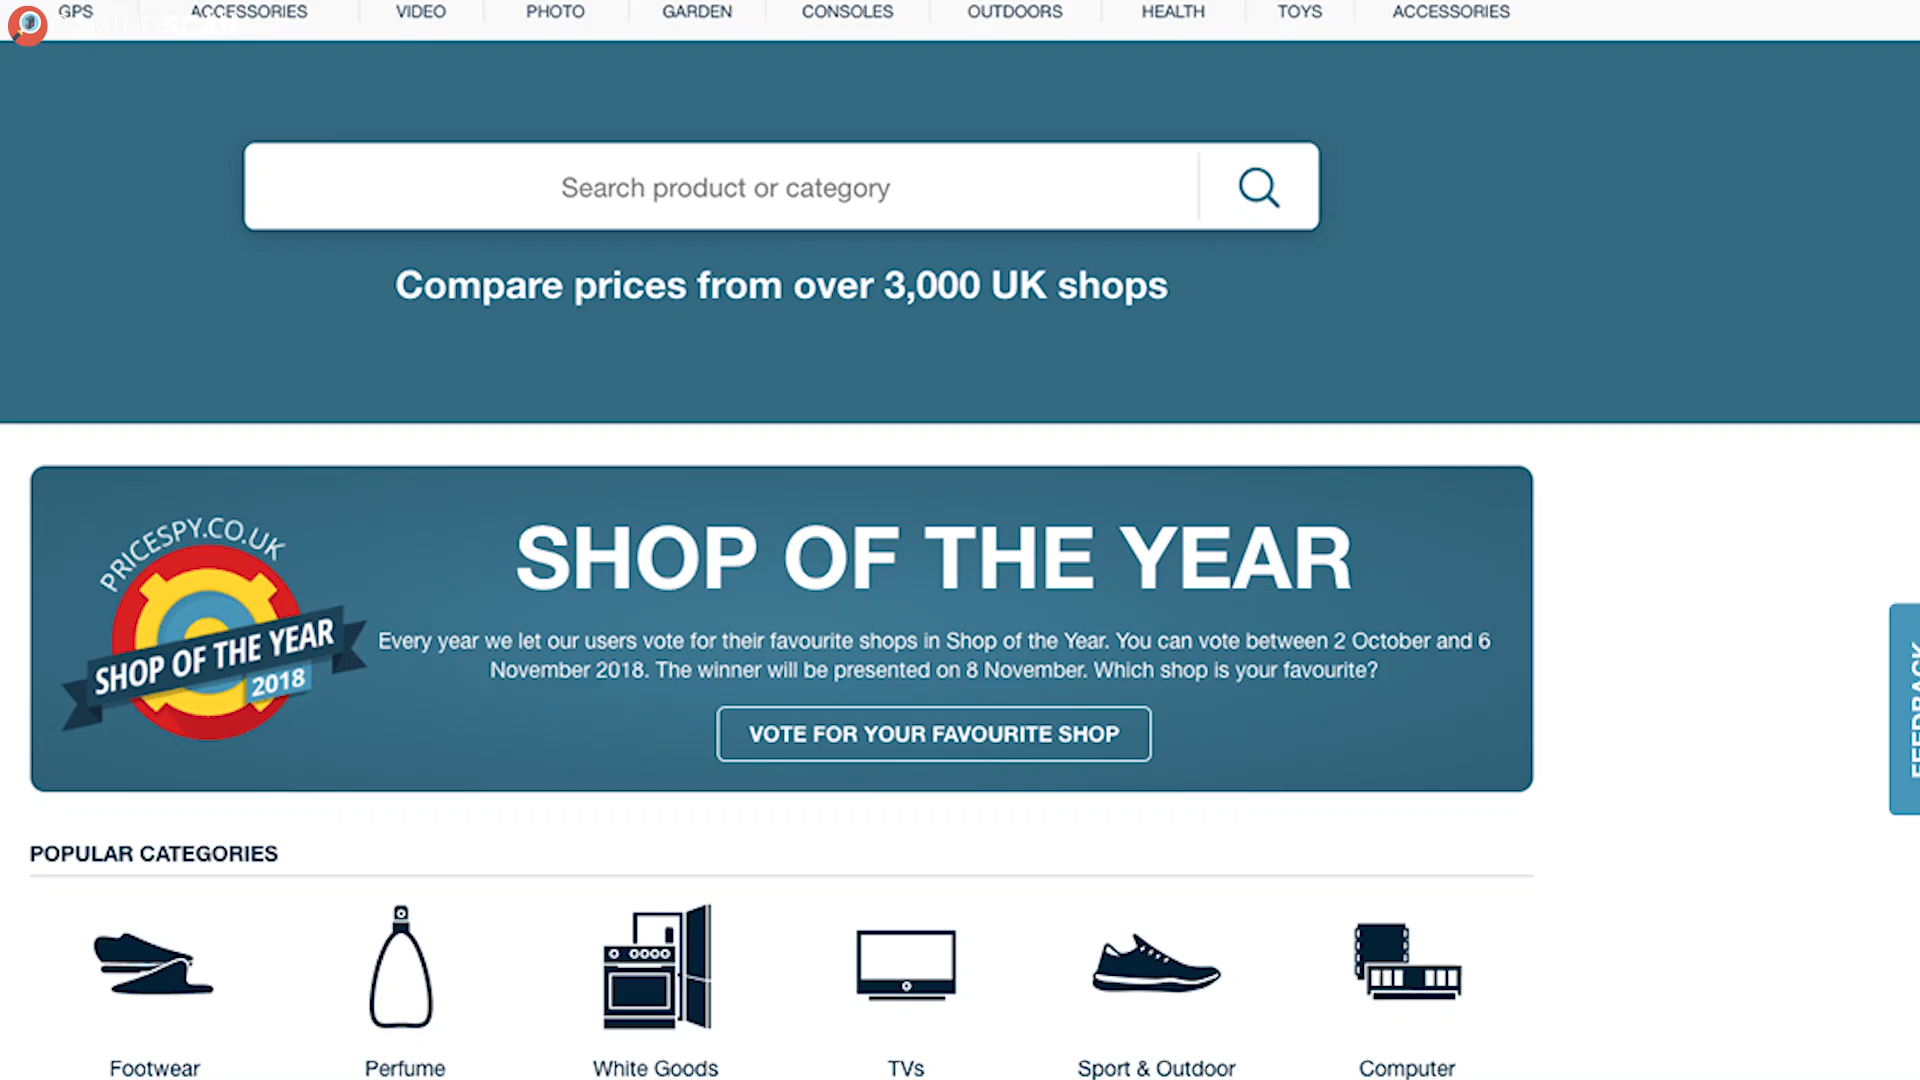 GPS ACCESSORIES VIDEO PHOTO GARDEN CONSOLES OUTDOORS HEALTH TOYS ACCESSORIES
Search product or category
Compare prices from over 3,000 UK shops
PRICESPY.CO.UK
SHOP OF THE YEAR
2018
SHOP OF THE YEAR
Every year we let our users vote for their favourite shops in Shop of the Year. You can vote between 2 October and 6
November 2018. The winner will be presented on 8 November. Which shop is your favourite?
VOTE FOR YOUR FAVOURITE SHOP
FEEDBACK
POPULAR CATEGORIES
Footwear Perfume White Goods TVs Sport & Outdoor Computer